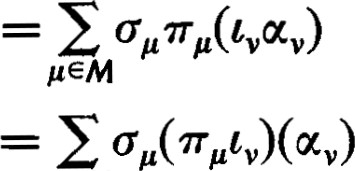 = ∑_{μ∈M} σ_μ π_μ(ι_ν α_ν)
= ∑ σ_μ(π_μ ι_ν)(α_ν)